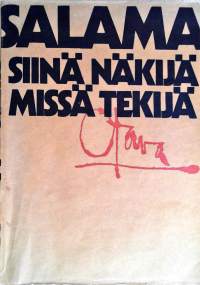 SALAMA
SIINÄ NÄKIJÄ
MISSÄ TEKIJÄ
Otava